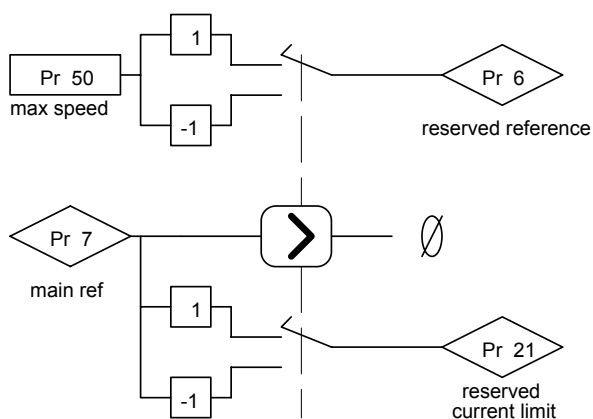 1
Pr 50
max speed
-1
Pr 6
reserved reference
Pr 7
main ref
>
Ø
1
-1
Pr 21
reserved
current limit